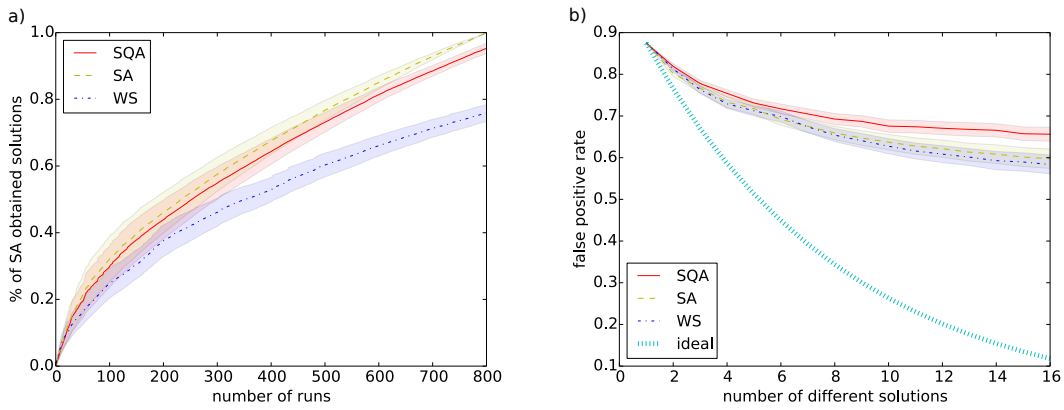 a)
% of SA obtained solutions
1.0
0.8
0.6
0.4
0.2
0.0
SQA
SA
WS
0 100 200 300 400 500 600 700 800
number of runs
b)
false positive rate
0.9
0.8
0.7
0.6
0.5
0.4
0.3
0.2
0.1
SQA
SA
WS
ideal
0 2 4 6 8 10 12 14 16
number of different solutions